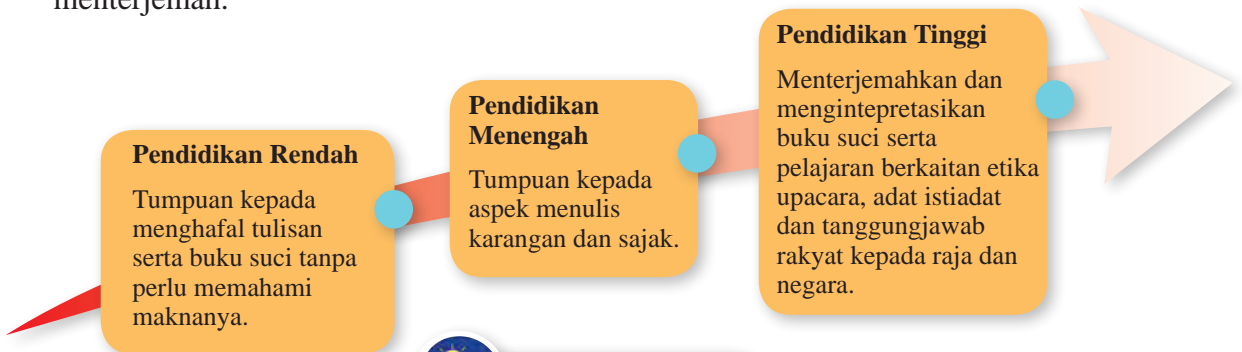 menterjemah.
Pendidikan Rendah
Tumpuan kepada
menghafal tulisan
serta buku suci tanpa
perlu memahami
maknanya.
Pendidikan
Menengah
Tumpuan kepada
aspek menulis
karangan dan sajak.
Pendidikan Tinggi
Menterjemahkan dan
mengintepretasikan
buku suci serta
pelajaran berkaitan etika
upacara, adat istiadat
dan tanggungjawab
rakyat kepada raja dan
negara.